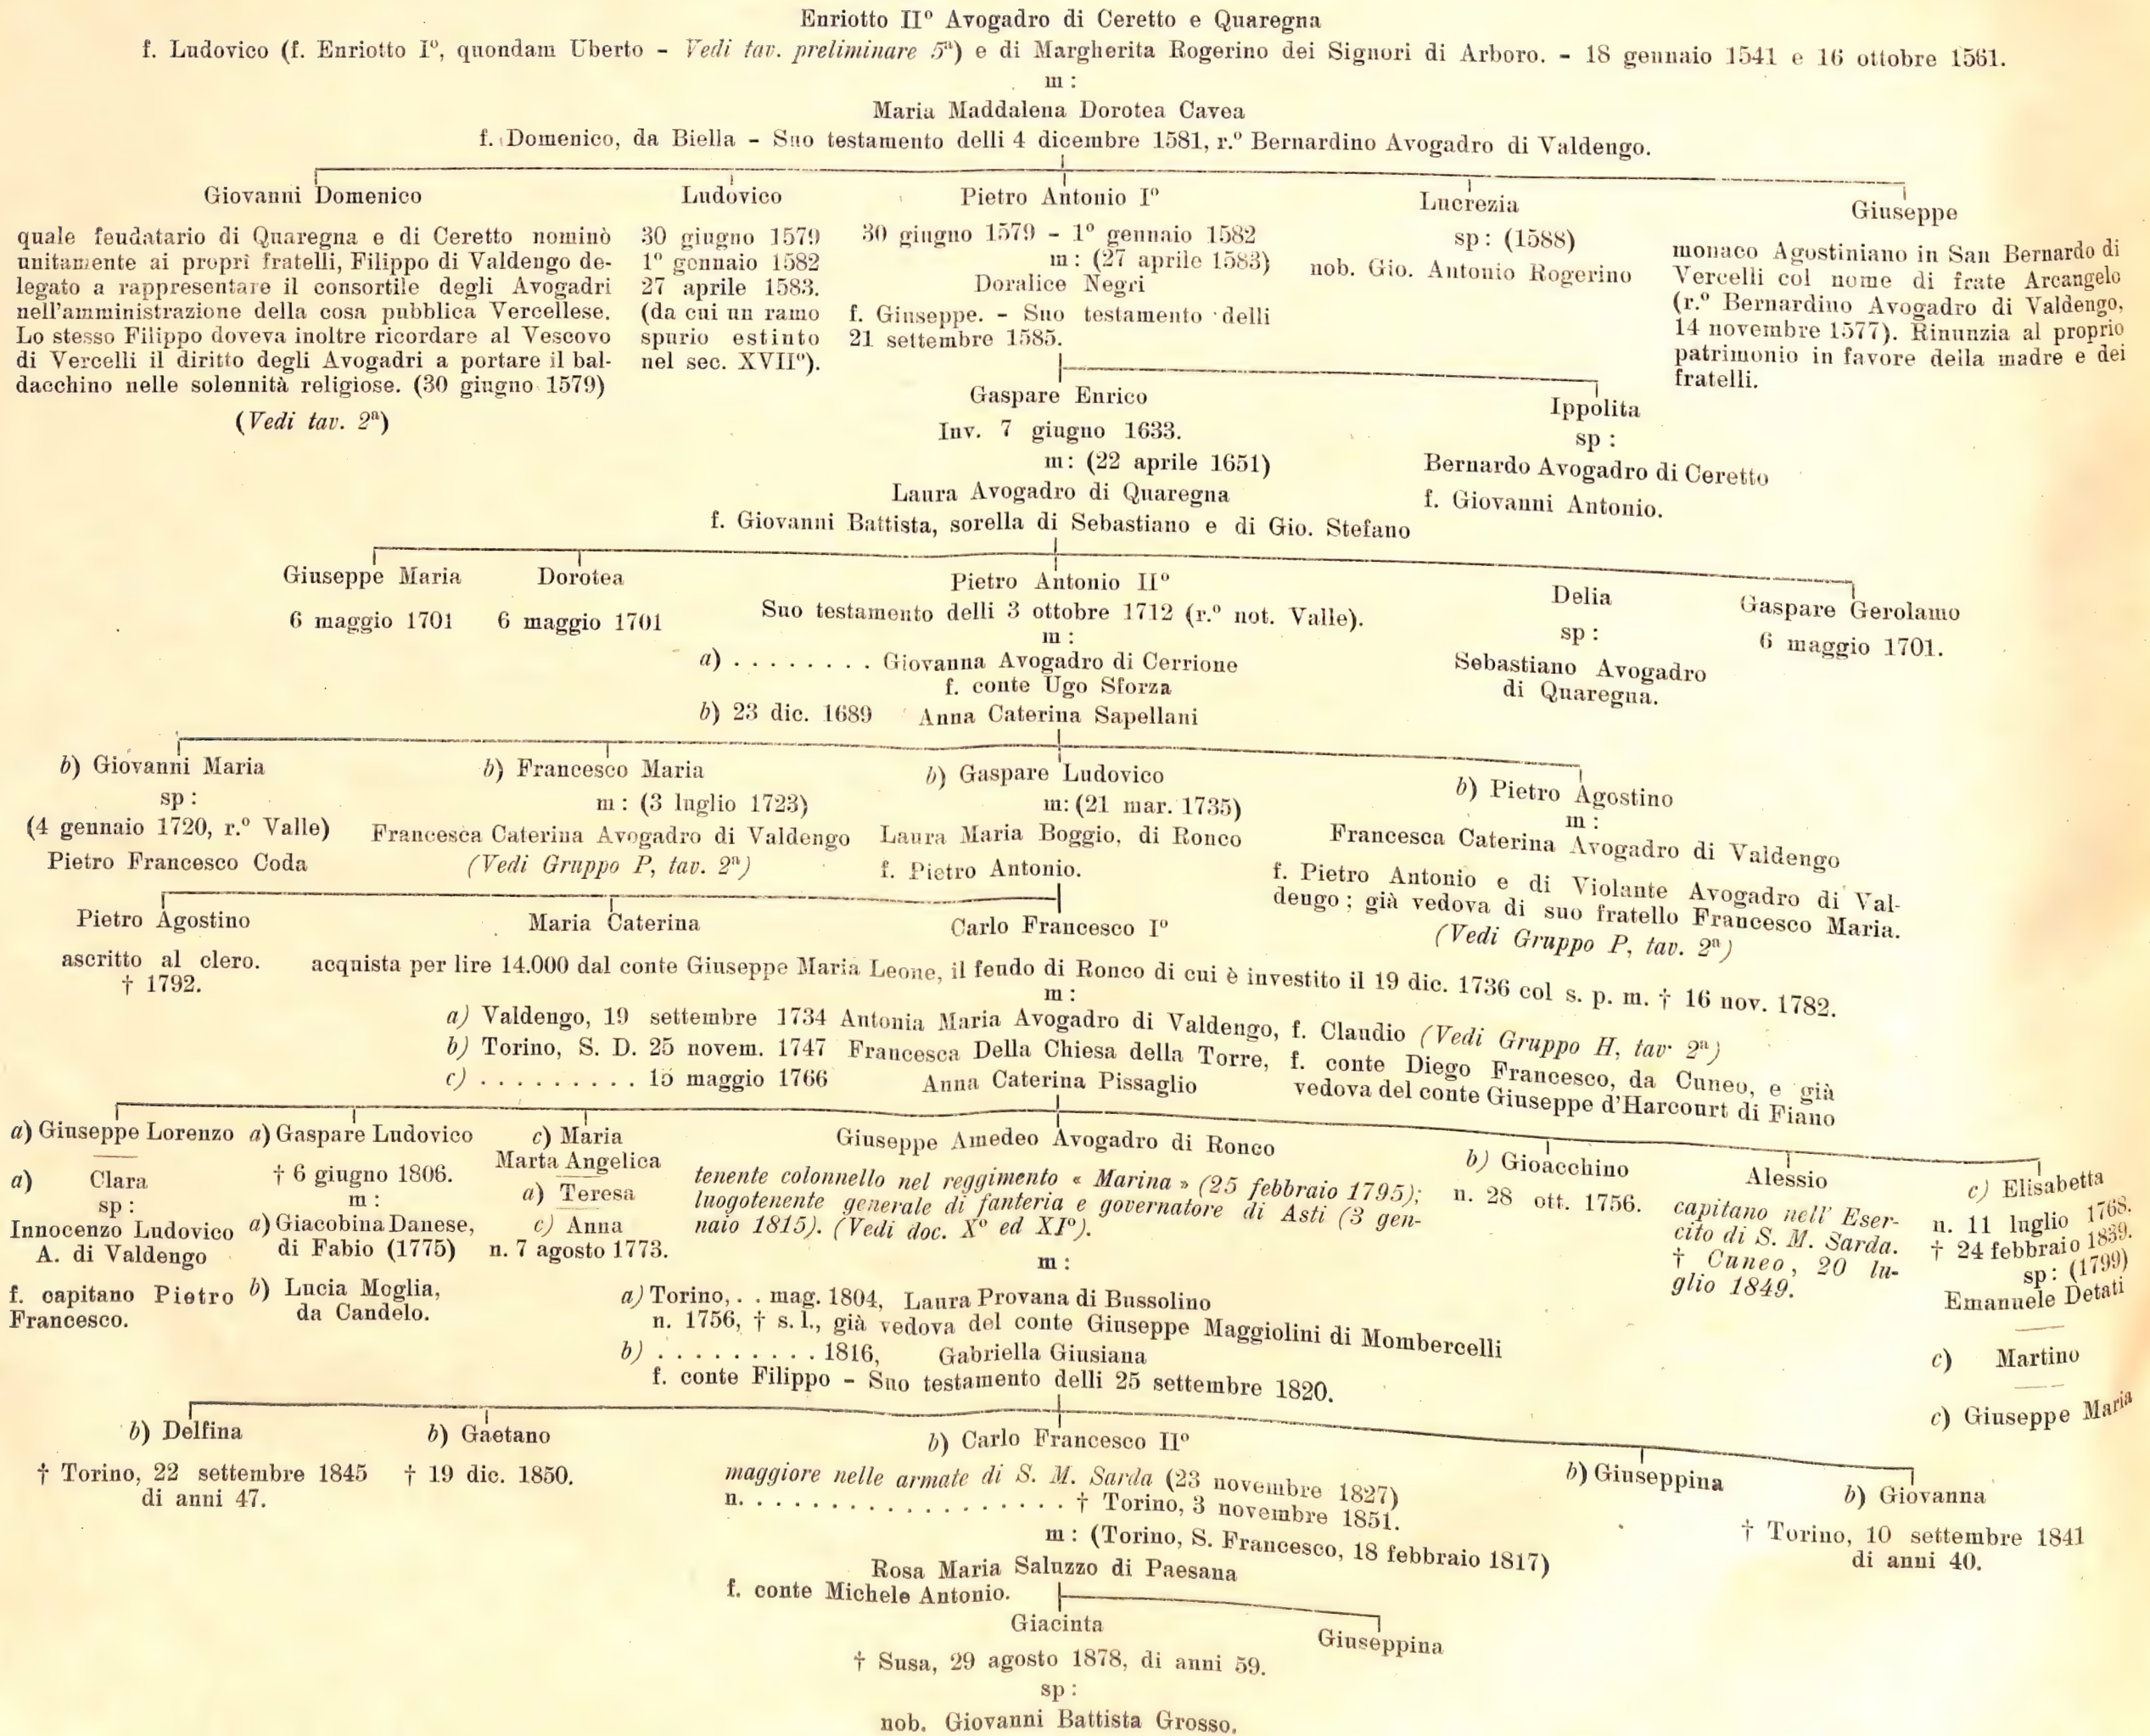 Enriotto IIº Avogadro di Ceretto e Quaregna
f. Ludovico (f. Enriotto Iº, quondam Uberto - Vedi tav. preliminare 5ª) e di Margherita Rogerino dei Signori di Arboro. - 18 gennaio 1541 e 16 ottobre 1561.
m :
Maria Maddalena Dorotea Cavea
f. Domenico, da Biella - Suo testamento delli 4 dicembre 1581, r.º Bernardino Avogadro di Valdengo.
Giovanni Domenico
quale feudatario di Quaregna e di Ceretto nominò
unitamente ai proprî fratelli, Filippo di Valdengo de-
legato a rappresentare il consortile degli Avogadri
nell'amministrazione della cosa pubblica Vercellese.
Lo stesso Filippo doveva inoltre ricordare al Vescovo
di Vercelli il diritto degli Avogadri a portare il bal-
dacchino nelle solennità religiose. (30 giugno 1579)
(Vedi tav. 2ª)
Ludovico
30 giugno 1579
1º gennaio 1582
27 aprile 1583.
(da cui un ramo
spurio estinto
nel sec. XVIIº).
Pietro Antonio Iº
30 giugno 1579 - 1º gennaio 1582
m : (27 aprile 1583)
Doralice Negri
f. Giuseppe. - Suo testamento delli
21 settembre 1585.
Lucrezia
sp : (1588)
nob. Gio. Antonio Rogerino
Giuseppe
monaco Agostiniano in San Bernardo di
Vercelli col nome di frate Arcangelo
(r.º Bernardino Avogadro di Valdengo,
14 novembre 1577). Rinunzia al proprio
patrimonio in favore della madre e dei
fratelli.
Gaspare Enrico
Inv. 7 giugno 1633.
m : (22 aprile 1651)
Laura Avogadro di Quaregna
f. Giovanni Battista, sorella di Sebastiano e di Gio. Stefano
Ippolita
sp :
Bernardo Avogadro di Ceretto
f. Giovanni Antonio.
Giuseppe Maria
6 maggio 1701
Dorotea
6 maggio 1701
Pietro Antonio IIº
Suo testamento delli 3 ottobre 1712 (r.º not. Valle).
m :
a) . . . . . . . . Giovanna Avogadro di Cerrione
f. conte Ugo Sforza
b) 23 dic. 1689 Anna Caterina Sapellani
Delia
sp :
Sebastiano Avogadro
di Quaregna.
Gaspare Gerolamo
6 maggio 1701.
b) Giovanni Maria
sp :
(4 gennaio 1720, r.º Valle)
Pietro Francesco Coda
b) Francesco Maria
m : (3 luglio 1723)
Francesca Caterina Avogadro di Valdengo
(Vedi Gruppo P, tav. 2ª)
b) Gaspare Ludovico
m: (21 mar. 1735)
Laura Maria Boggio, di Ronco
f. Pietro Antonio.
b) Pietro Agostino
m :
Francesca Caterina Avogadro di Valdengo
f. Pietro Antonio e di Violante Avogadro di Val-
dengo ; già vedova di suo fratello Francesco Maria.
(Vedi Gruppo P, tav. 2ª)
Pietro Agostino
ascritto al clero.
† 1792.
Maria Caterina
Carlo Francesco Iº
acquista per lire 14.000 dal conte Giuseppe Maria Leone, il feudo di Ronco di cui è investito il 19 dic. 1736 col s. p. m. † 16 nov. 1782.
m :
a) Valdengo, 19 settembre 1734 Antonia Maria Avogadro di Valdengo, f. Claudio (Vedi Gruppo H, tav. 2ª)
b) Torino, S. D. 25 novem. 1747 Francesca Della Chiesa della Torre, f. conte Diego Francesco, da Cuneo, e già
vedova del conte Giuseppe d'Harcourt di Fiano
c) . . . . . . . . . 15 maggio 1766 Anna Caterina Pissaglio
a) Giuseppe Lorenzo
a) Clara
sp :
Innocenzo Ludovico
A. di Valdengo
f. capitano Pietro
Francesco.
a) Gaspare Ludovico
† 6 giugno 1806.
m :
a) Giacobina Danese,
di Fabio (1775)
b) Lucia Moglia,
da Candelo.
c) Maria
Marta Angelica
a) Teresa
c) Anna
n. 7 agosto 1773.
Giuseppe Amedeo Avogadro di Ronco
tenente colonnello nel reggimento « Marina » (25 febbraio 1795);
luogotenente generale di fanteria e governatore di Asti (3 gen-
naio 1815). (Vedi doc. Xº ed XIº).
m :
a) Torino, . . mag. 1804, Laura Provana di Bussolino
n. 1756, † s. l., già vedova del conte Giuseppe Maggiolini di Mombercelli
b) . . . . . . . . . 1816, Gabriella Giusiana
f. conte Filippo - Suo testamento delli 25 settembre 1820.
b) Gioacchino
n. 28 ott. 1756.
Alessio
capitano nell' Eser-
cito di S. M. Sarda.
† Cuneo, 20 lu-
glio 1849.
c) Elisabetta
n. 11 luglio 1768.
† 24 febbraio 1839.
sp : (1799)
Emanuele Detati
c) Martino
c) Giuseppe Maria
b) Delfina
† Torino, 22 settembre 1845
di anni 47.
b) Gaetano
† 19 dic. 1850.
b) Carlo Francesco IIº
maggiore nelle armate di S. M. Sarda (23 novembre 1827)
n. . . . . . . . . . . . . . . . . . . † Torino, 3 novembre 1851.
m : (Torino, S. Francesco, 18 febbraio 1817)
Rosa Maria Saluzzo di Paesana
f. conte Michele Antonio.
b) Giuseppina
b) Giovanna
† Torino, 10 settembre 1841
di anni 40.
Giacinta
† Susa, 29 agosto 1878, di anni 59.
sp :
nob. Giovanni Battista Grosso.
Giuseppina